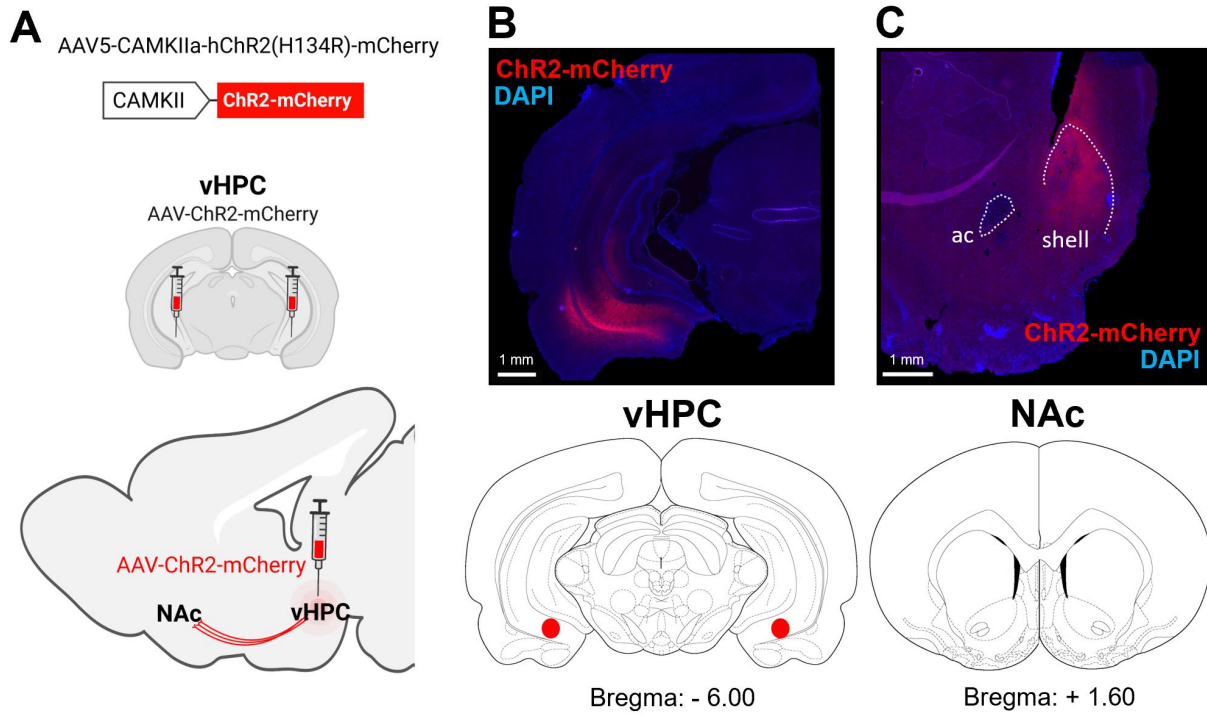 A
AAV5-CAMKIIa-hChR2(H134R)-mCherry
CAMKII
ChR2-mCherry
vHPC
AAV-ChR2-mCherry
AAV-ChR2-mCherry
NAc
vHPC
B
ChR2-mCherry
DAPI
1 mm
vHPC
Bregma: - 6.00
C
ac
shell
ChR2-mCherry
DAPI
1 mm
NAc
Bregma: + 1.60